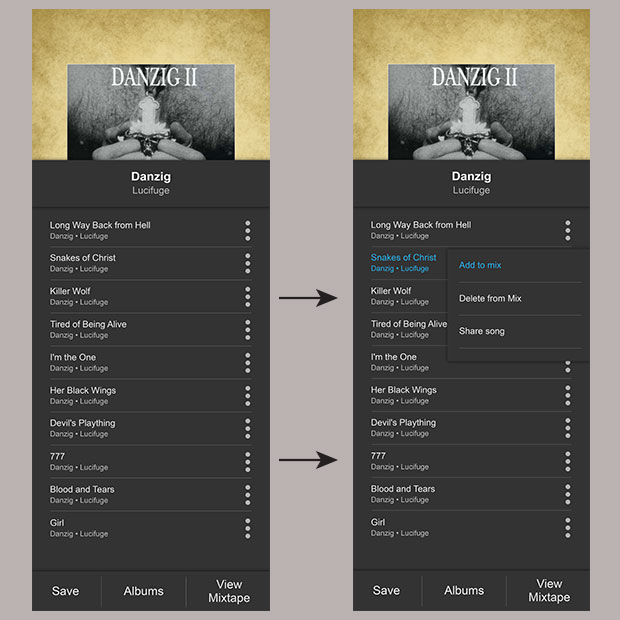 DANZIG II
Danzig
Lucifuge
Long Way Back from Hell
Danzig • Lucifuge
Snakes of Christ
Danzig • Lucifuge
Killer Wolf
Danzig • Lucifuge
Tired of Being Alive
Danzig • Lucifuge
I'm the One
Danzig • Lucifuge
Her Black Wings
Danzig • Lucifuge
Devil's Plaything
Danzig • Lucifuge
777
Danzig • Lucifuge
Blood and Tears
Danzig • Lucifuge
Girl
Danzig • Lucifuge
Save
Albums
View
Mixtape
DANZIG II
Danzig
Lucifuge
Long Way Back from Hell
Danzig • Lucifuge
Snakes of Christ
Danzig • Lucifuge
Add to mix
Delete from Mix
Share song
Killer Wolf
Danzig • Lucifuge
Tired of Being Alive
Danzig • Lucifuge
I'm the One
Danzig • Lucifuge
Her Black Wings
Danzig • Lucifuge
Devil's Plaything
Danzig • Lucifuge
777
Danzig • Lucifuge
Blood and Tears
Danzig • Lucifuge
Girl
Danzig • Lucifuge
Save
Albums
View
Mixtape